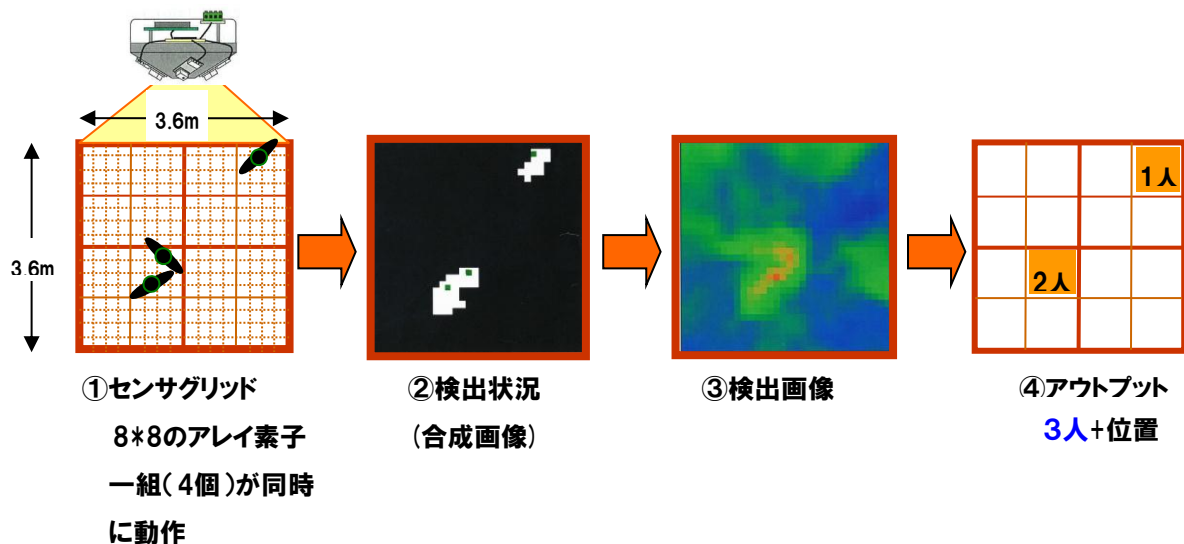 3.6m
3.6m
1人
2人
①センサグリッド
8*8のアレイ素子
一組(4個)が同時
に動作
②検出状況
(合成画像)
③検出画像
④アウトプット
3人+位置